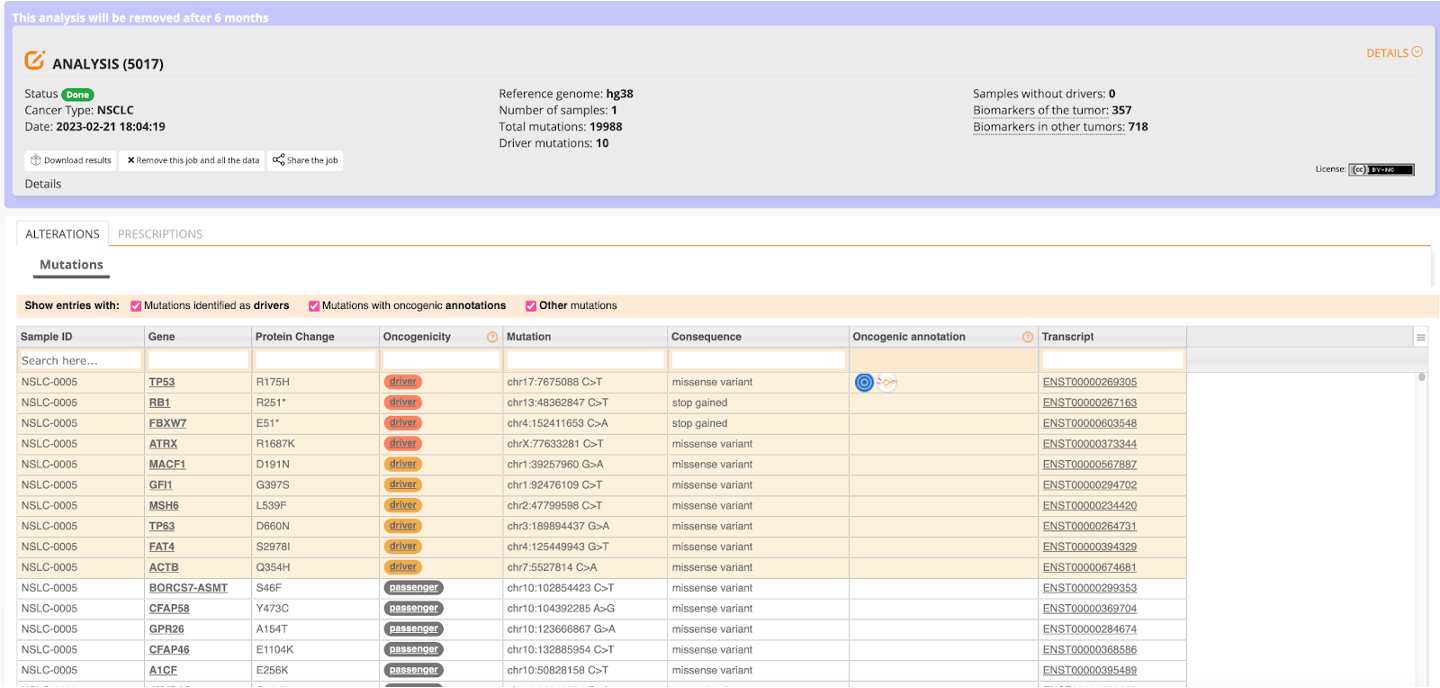 This analysis will be removed after 6 months
ANALYSIS (5017)
DETAILS
Status Done
Cancer Type: NSCLC
Date: 2023-02-21 18:04:19
Reference genome: hg38
Number of samples: 1
Total mutations: 19988
Driver mutations: 10
Samples without drivers: 0
Biomarkers of the tumor: 357
Biomarkers in other tumors: 718
Download results Remove this job and all the data Share the job
License: cc BY-NC
Details
ALTERATIONS PRESCRIPTIONS
Mutations
Show entries with: Mutations identified as drivers Mutations with oncogenic annotations Other mutations
Sample ID Gene Protein Change Oncogenicity ? Mutation Consequence Oncogenic annotation ? Transcript
Search here...
NSLC-0005 TP53 R175H driver chr17:7675088 C>T missense variant ENST00000269305
NSLC-0005 RB1 R251* driver chr13:48362847 C>T stop gained ENST00000267163
NSLC-0005 FBXW7 E51* driver chr4:152411653 C>A stop gained ENST00000603548
NSLC-0005 ATRX R1687K driver chrX:77633281 C>T missense variant ENST00000373344
NSLC-0005 MACF1 D191N driver chr1:39257960 G>A missense variant ENST00000567887
NSLC-0005 GFI1 G397S driver chr1:92476109 C>T missense variant ENST00000294702
NSLC-0005 MSH6 L539F driver chr2:47799598 C>T missense variant ENST00000234420
NSLC-0005 TP63 D660N driver chr3:189894437 G>A missense variant ENST00000264731
NSLC-0005 FAT4 S2978I driver chr4:125449943 G>T missense variant ENST00000394329
NSLC-0005 ACTB Q354H driver chr7:5527814 C>A missense variant ENST00000674681
NSLC-0005 BORCS7-ASMT S46F passenger chr10:102854423 C>T missense variant ENST00000299353
NSLC-0005 CFAP58 Y473C passenger chr10:104392285 A>G missense variant ENST00000369704
NSLC-0005 GPR26 A154T passenger chr10:123666867 G>A missense variant ENST00000284674
NSLC-0005 CFAP46 E1104K passenger chr10:132885954 C>T missense variant ENST00000368586
NSLC-0005 A1CF E256K passenger chr10:50828158 C>T missense variant ENST00000395489